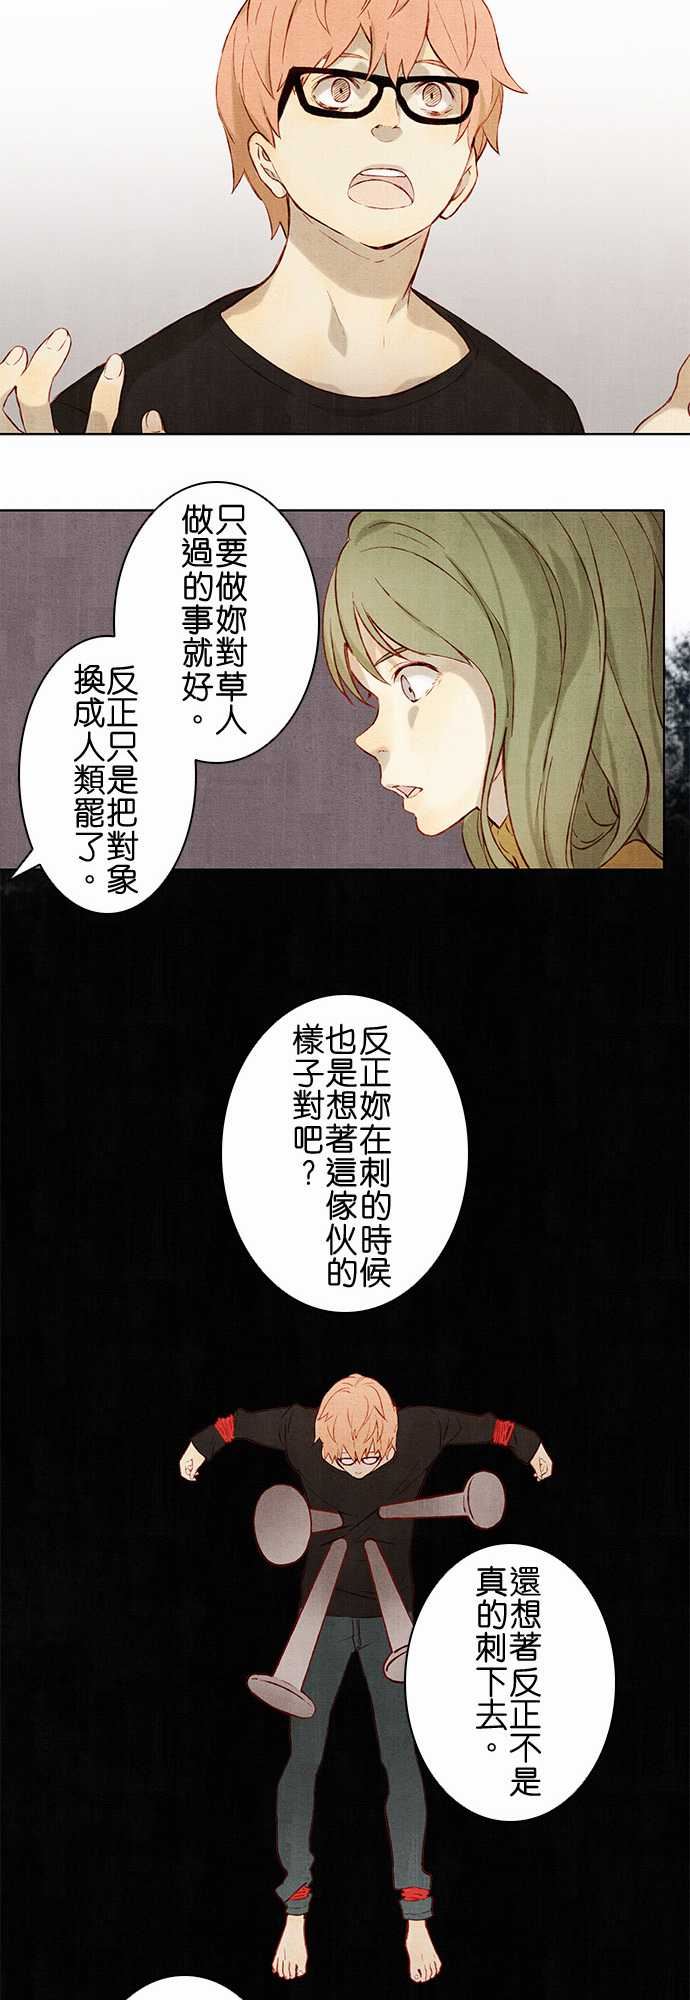 只要做妳對草人
做過的事就好。
反正只是把對象
換成人類罷了。
反正妳在刺的時候
也是想著這傢伙的
樣子對吧？
還想著反正不是
真的刺下去。